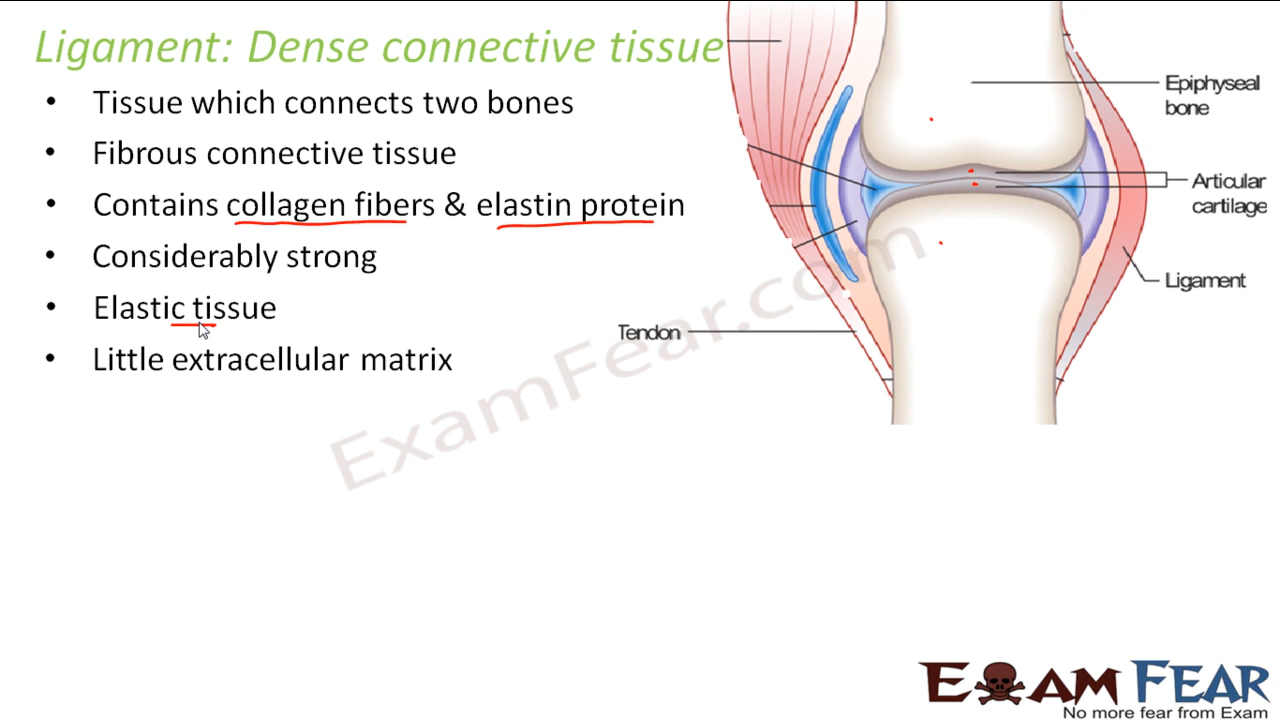 Ligament: Dense connective tissue
• Tissue which connects two bones
• Fibrous connective tissue
• Contains collagen fibers & elastin protein
• Considerably strong
• Elastic tissue
• Little extracellular matrix
Epiphyseal
bone
Articular
cartilage
Ligament
Tendon
ExamFear.com
EXAM FEAR
No more fear from Exam